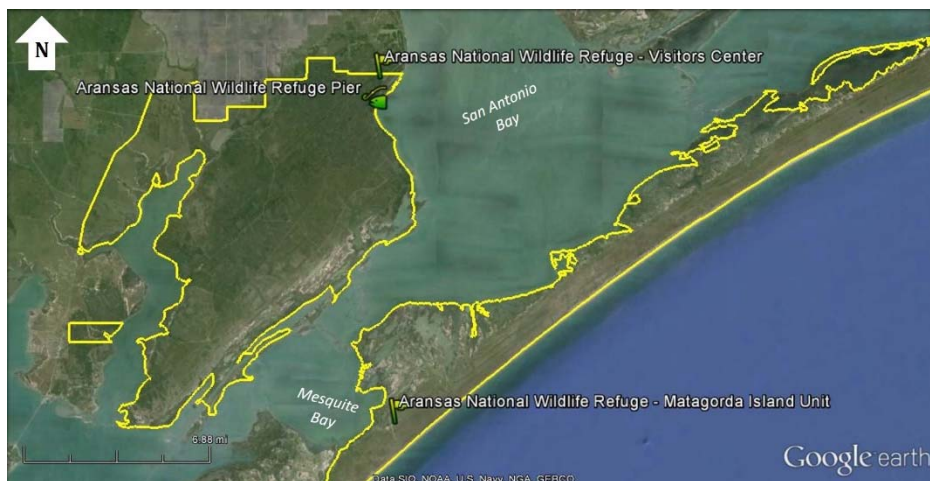 N
Aransas National Wildlife Refuge - Visitors Center
Aransas National Wildlife Refuge Pier
San Antonio
Bay
Mesquite
Bay
Aransas National Wildlife Refuge - Matagorda Island Unit
6.88 mi
Data SIO, NOAA, U.S. Navy, NGA, GEBCO
Google earth